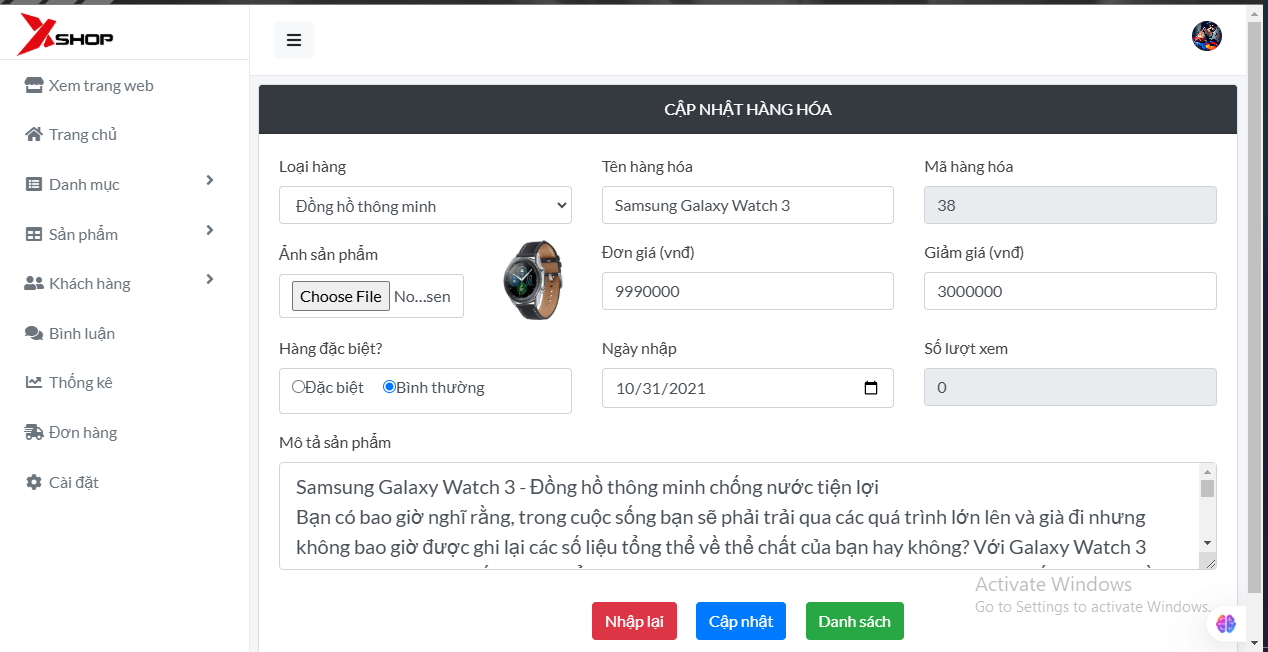 XSHOP
Xem trang web
Trang chủ
Danh mục
Sản phẩm
Khách hàng
Bình luận
Thống kê
Đơn hàng
Cài đặt
CẬP NHẬT HÀNG HÓA
Loại hàng
Tên hàng hóa
Mã hàng hóa
Đồng hồ thông minh
Samsung Galaxy Watch 3
38
Ảnh sản phẩm
Đơn giá (vnđ)
Giảm giá (vnđ)
Choose File No...sen
9990000
3000000
Hàng đặc biệt?
Ngày nhập
Số lượt xem
Đặc biệt Bình thường
10/31/2021
0
Mô tả sản phẩm
Samsung Galaxy Watch 3 - Đồng hồ thông minh chống nước tiện lợi
Bạn có bao giờ nghĩ rằng, trong cuộc sống bạn sẽ phải trải qua các quá trình lớn lên và già đi nhưng
không bao giờ được ghi lại các số liệu tổng thể về thể chất của bạn hay không? Với Galaxy Watch 3
Activate Windows
Go to Settings to activate Windows.
Nhập lại
Cập nhật
Danh sách